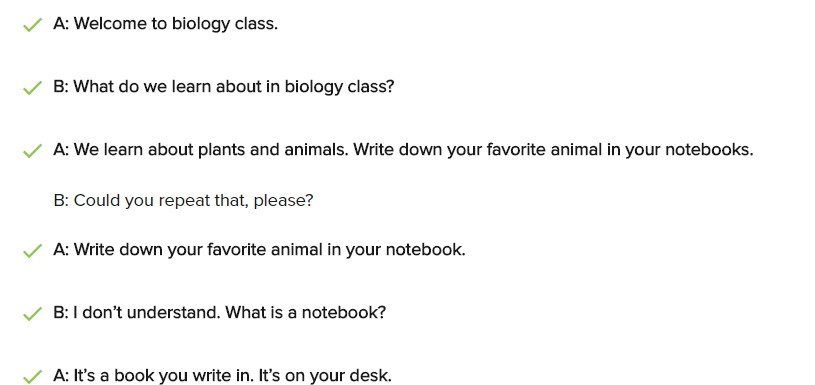 A: Welcome to biology class.
B: What do we learn about in biology class?
A: We learn about plants and animals. Write down your favorite animal in your notebooks.
B: Could you repeat that, please?
A: Write down your favorite animal in your notebook.
B: I don’t understand. What is a notebook?
A: It’s a book you write in. It’s on your desk.